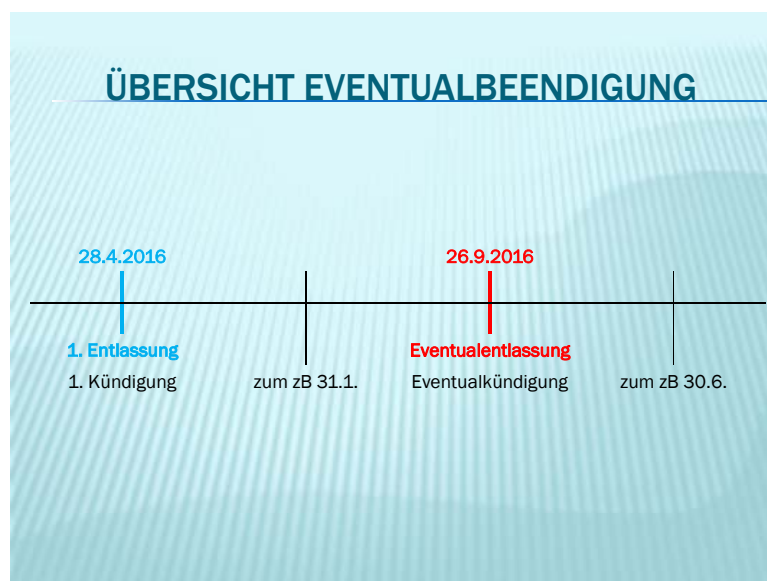 ÜBERSICHT EVENTUALBEENDIGUNG
28.4.2016 26.9.2016
1. Entlassung Eventualentlassung
1. Kündigung zum zB 31.1. Eventualkündigung zum zB 30.6.